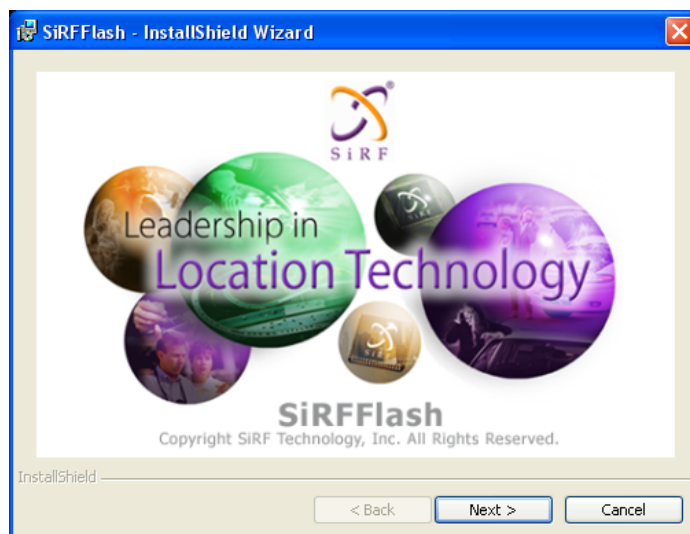 SiRFFlash - InstallShield Wizard
SiRF
Leadership in
Location Technology
SiRFFlash
Copyright SiRF Technology, Inc. All Rights Reserved.
InstallShield
< Back
Next >
Cancel